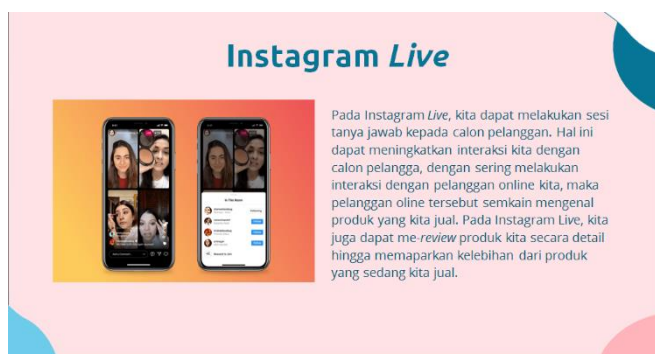 Instagram Live
Pada Instagram Live, kita dapat melakukan sesi
tanya jawab kepada calon pelanggan. Hal ini
dapat meningkatkan interaksi kita dengan
calon pelangga, dengan sering melakukan
interaksi dengan pelanggan online kita, maka
pelanggan oline tersebut semkain mengenal
produk yang kita jual. Pada Instagram Live, kita
juga dapat me-review produk kita secara detail
hingga memaparkan kelebihan dari produk
yang sedang kita jual.